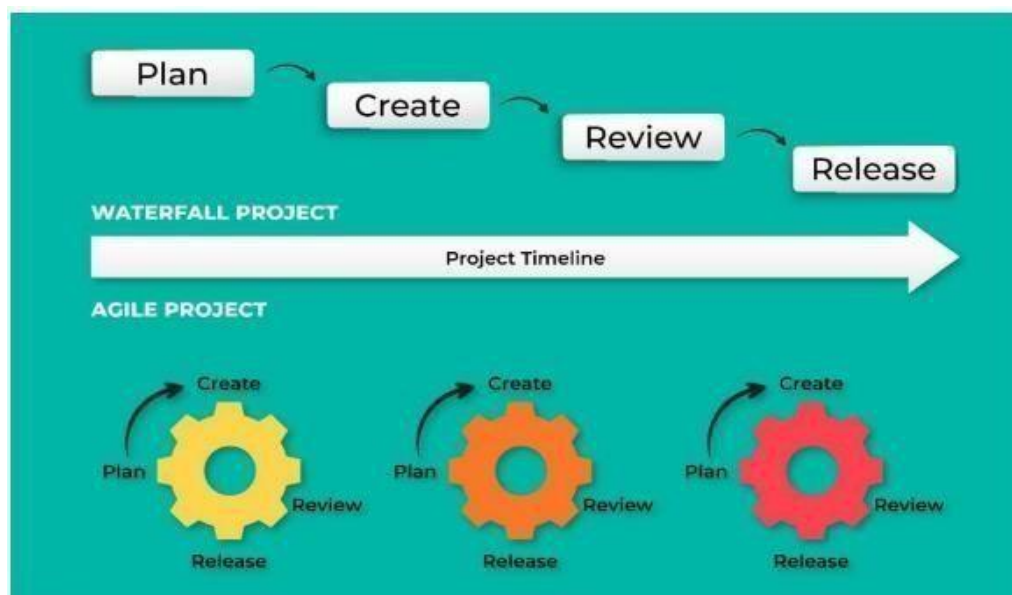 Plan
Create
Review
Release
WATERFALL PROJECT
Project Timeline
AGILE PROJECT
Create
Plan
Review
Release
Create
Plan
Review
Release
Create
Plan
Review
Release